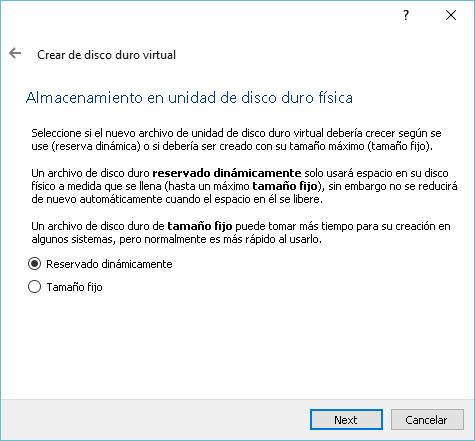 ?
Crear de disco duro virtual
Almacenamiento en unidad de disco duro física
Seleccione si el nuevo archivo de unidad de disco duro virtual debería crecer según se
use (reserva dinámica) o si debería ser creado con su tamaño máximo (tamaño fijo).
Un archivo de disco duro reservado dinámicamente solo usará espacio en su disco
físico a medida que se llena (hasta un máximo tamaño fijo), sin embargo no se reducirá
de nuevo automáticamente cuando el espacio en él se libere.
Un archivo de disco duro de tamaño fijo puede tomar más tiempo para su creación en
algunos sistemas, pero normalmente es más rápido al usarlo.
Reservado dinámicamente
Tamaño fijo
Next Cancelar